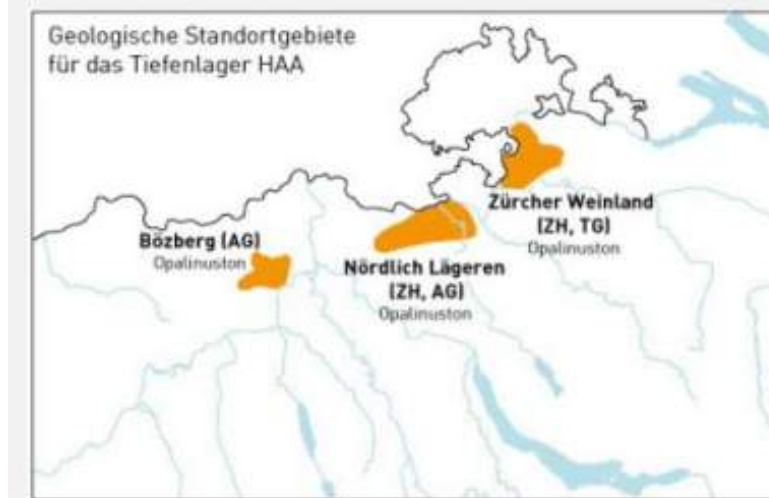 Geologische Standortgebiete
für das Tiefenlager HAA
Zürcher Weinland
(ZH, TG)
Opalinuston
Bözberg (AG)
Opalinuston
Nördlich Lägeren
(ZH, AG)
Opalinuston